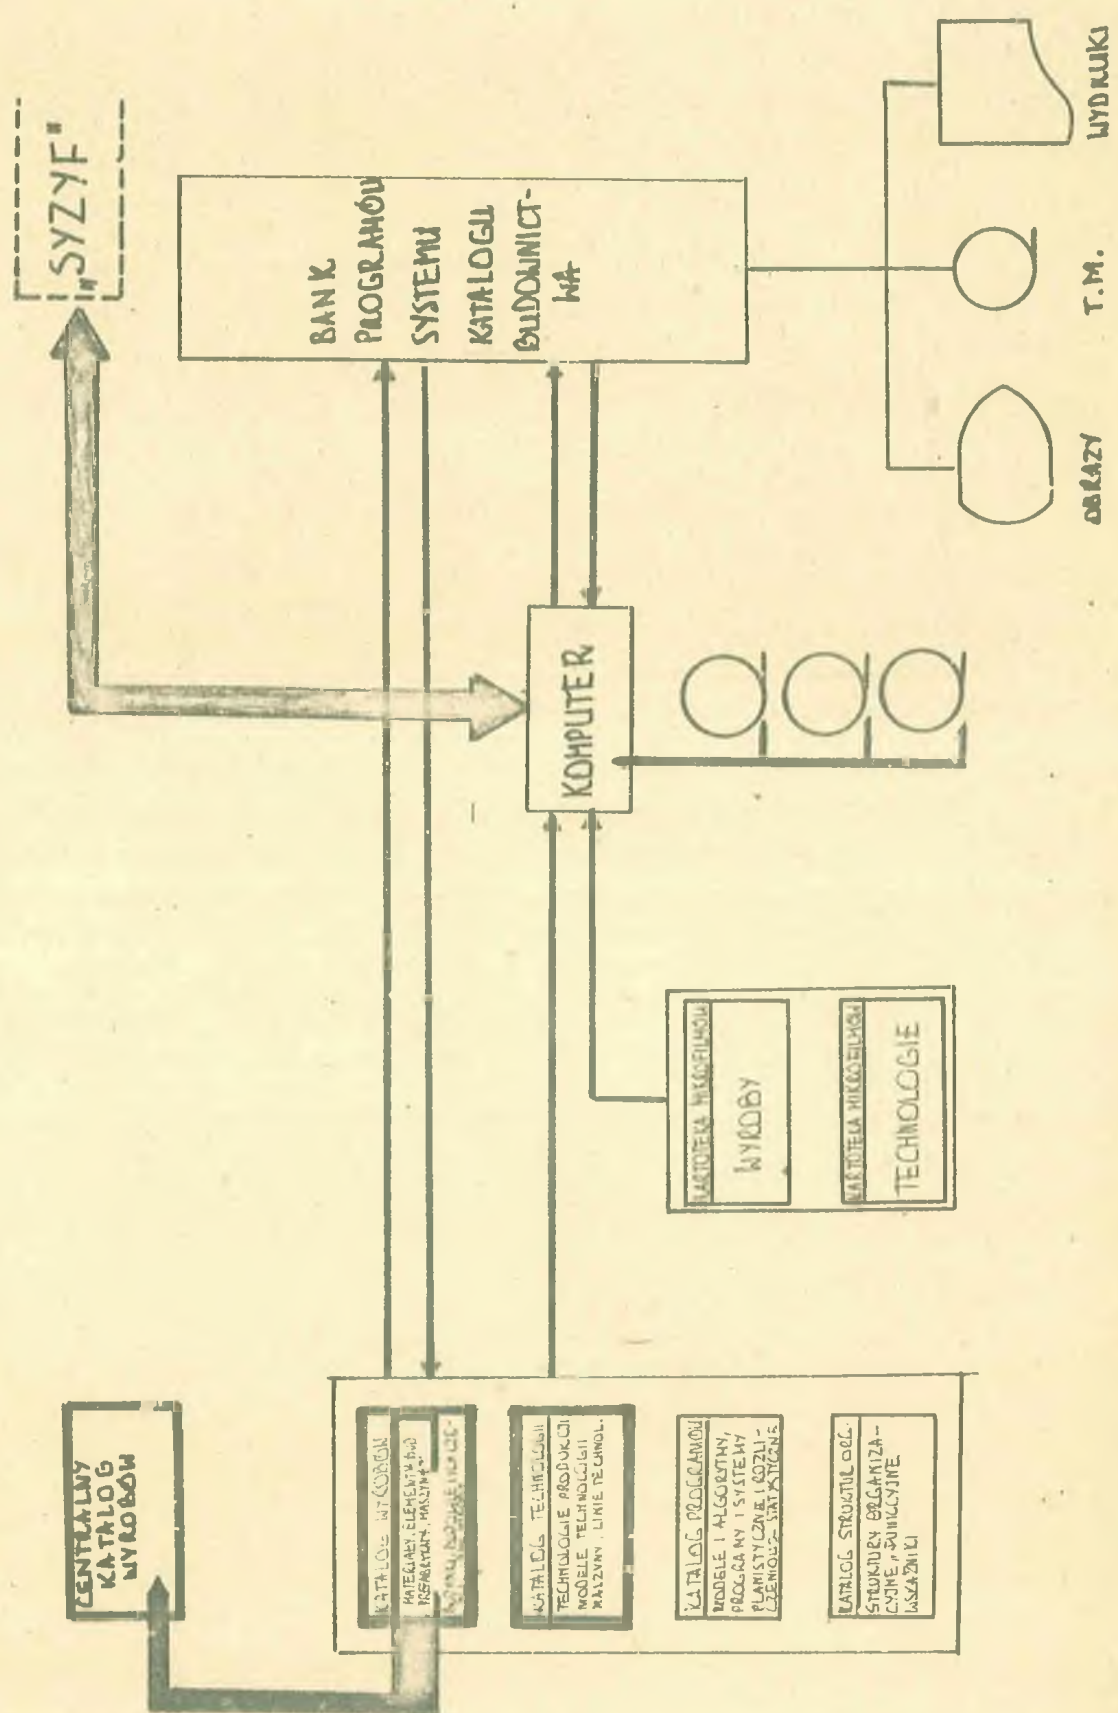 CENTRALNY
KATALOG
WYROBÓW
KATALOG WYROBÓW
MATERIAŁY, ELEMENTY BUD
PREFABRYKATY, MASZYNY
KATALOG TECHNOLOGII
TECHNOLOGIE PRODUKCJI
MODELE TECHNOLOGII
MASZYNY, LINIE TECHNOL.
KATALOG PROGRAMÓW
MODELE I ALGORYTMY,
PROGRAMY I SYSTEMY
PLANISTYCZNE I ROZLI-
CZENIOWO-STATYSTYCZNE
KATALOG STRUKTUR ORG.
STRUKTURY ORGANIZA-
CYJNE, FUNKCYJNE
WSKAŹNIKI
KARTOTEKA MIKROFILMÓW
WYROBY
KARTOTEKA MIKROFILMÓW
TECHNOLOGIE
KOMPUTER
„SYZYF"
BANK
PROGRAMÓW
SYSTEMU
KATALOGU
BUDOWNICT-
WA
OBRAZY
T.M.
WYDRUKI